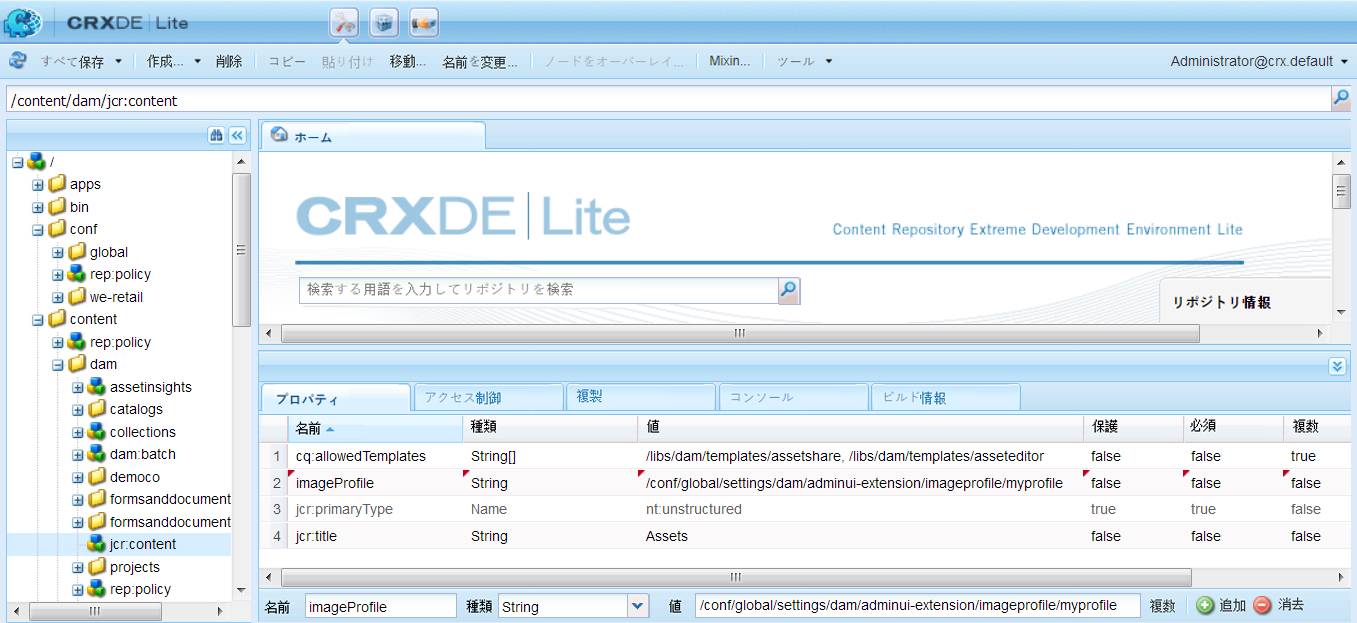 CRXDE | Lite
すべて保存 作成... 削除 コピー 貼り付け 移動... 名前を変更... ノードをオーバーレイ... Mixin... ツール Administrator@crx.default
/content/dam/jcr:content
/
apps
bin
conf
global
rep:policy
we-retail
content
rep:policy
dam
assetinsights
catalogs
collections
dam:batch
democo
formsanddocument
formsanddocument
jcr:content
projects
rep:policy
ホーム
CRXDE | Lite
Content Repository Extreme Development Environment Lite
検索する用語を入力してリポジトリを検索
リポジトリ情報
プロパティ アクセス制御 複製 コンソール ビルド情報
名前 種類 値 保護 必須 複数
1 cq:allowedTemplates String[] /libs/dam/templates/assetshare, /libs/dam/templates/asseteditor false false true
2 imageProfile String /conf/global/settings/dam/adminui-extension/imageprofile/myprofile false false false
3 jcr:primaryType Name nt:unstructured true true false
4 jcr:title String Assets false false false
名前 imageProfile 種類 String 値 /conf/global/settings/dam/adminui-extension/imageprofile/myprofile 複数 追加 消去